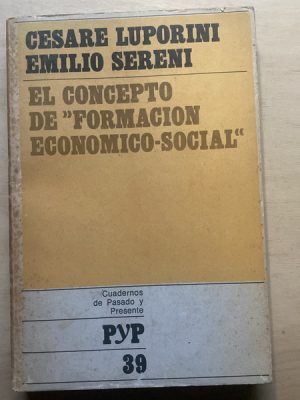 CESARE LUPORINI
EMILIO SERENI
EL CONCEPTO
DE "FORMACION
ECONOMICO-SOCIAL"
Cuadernos
de Pasado y
Presente
PyP
39